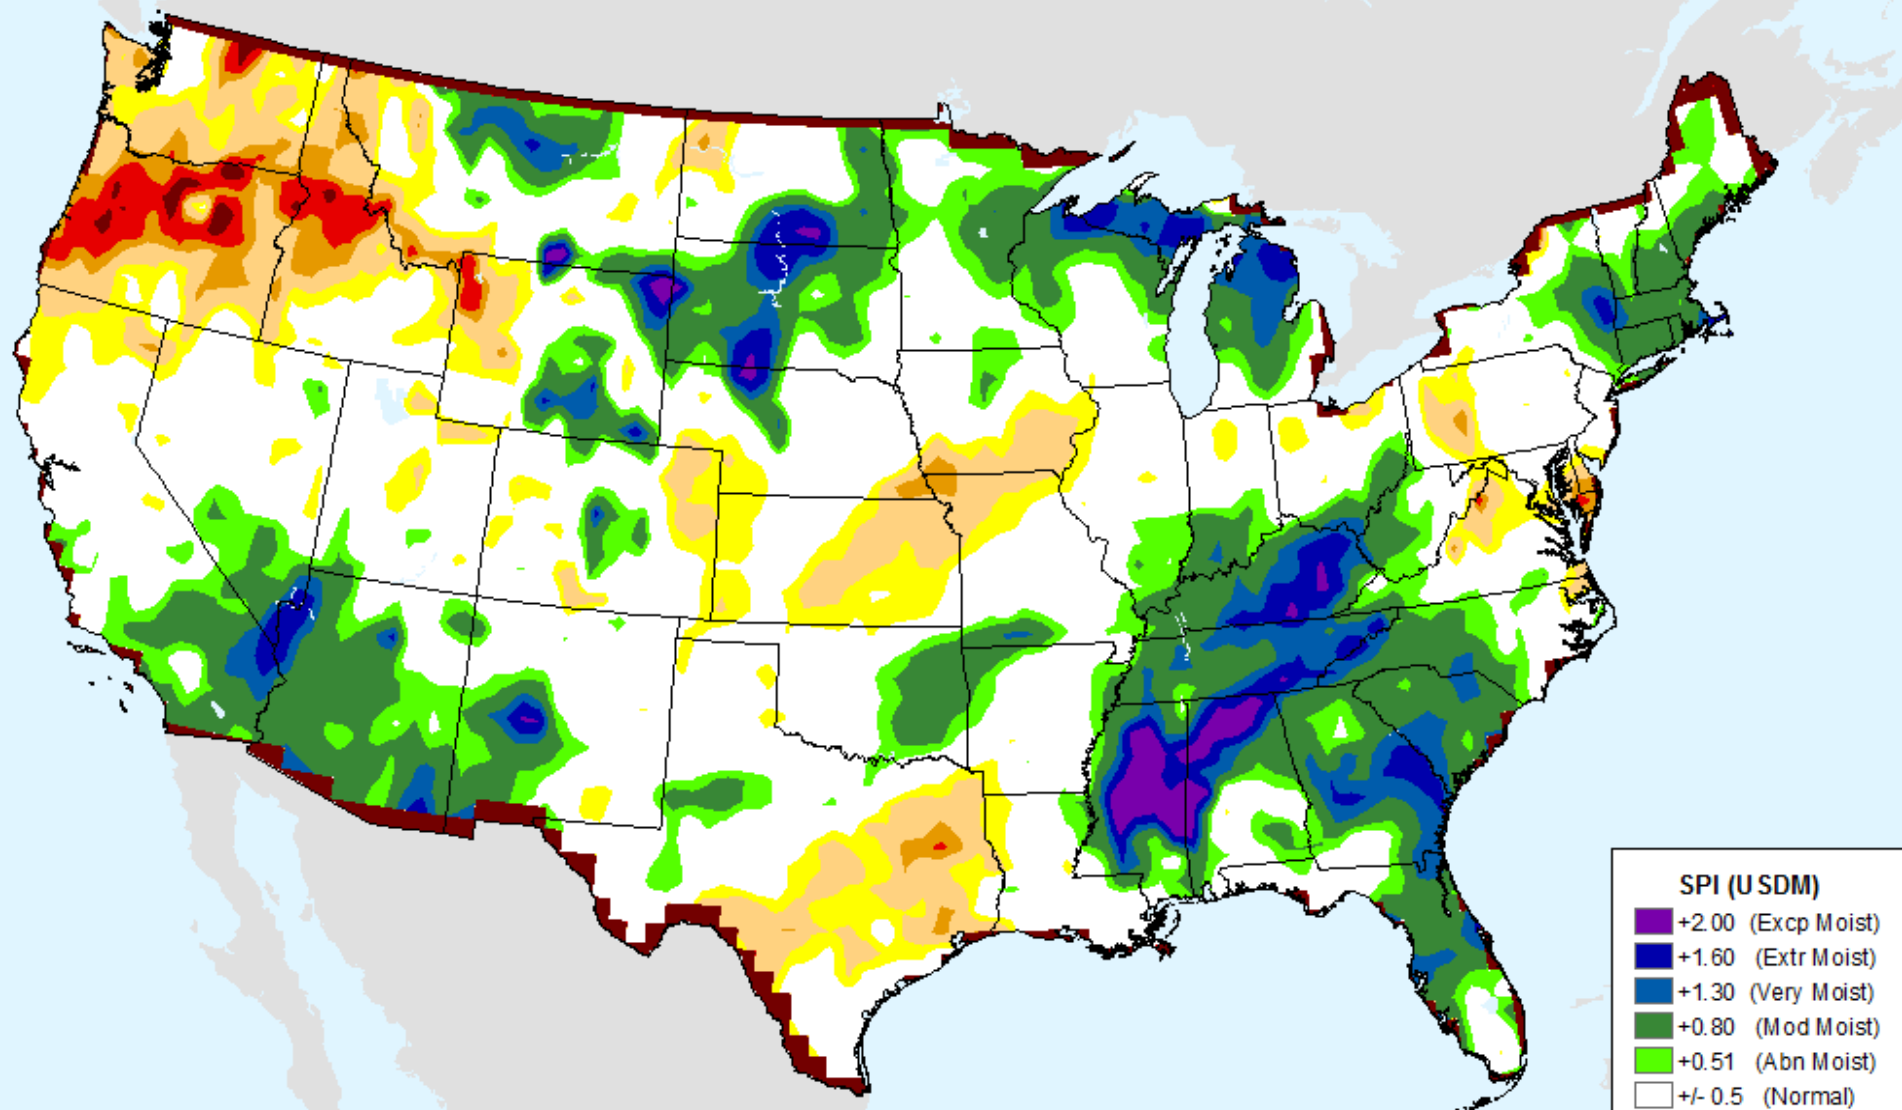 SPI (USDM)
+2.00 (Excp Moist)
+1.60 (Extr Moist)
+1.30 (Very Moist)
+0.80 (Mod Moist)
+0.51 (Abn Moist)
+/- 0.5 (Normal)